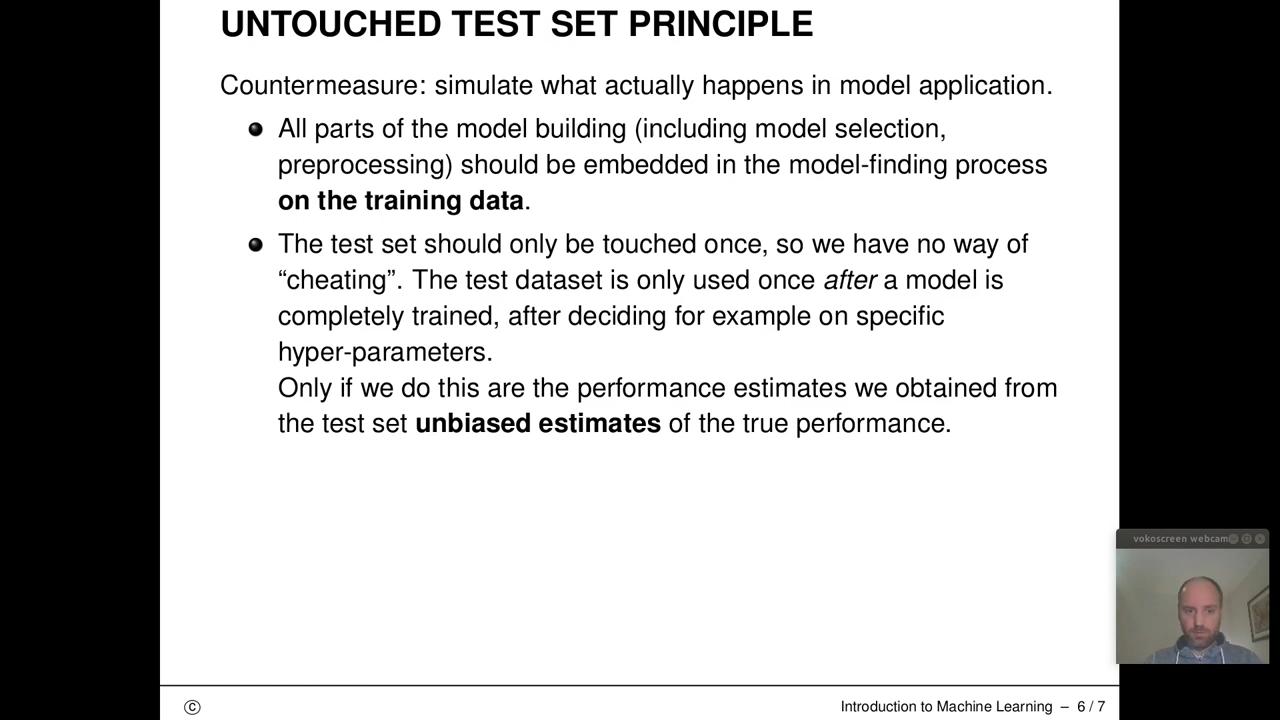 UNTOUCHED TEST SET PRINCIPLE
Countermeasure: simulate what actually happens in model application.
All parts of the model building (including model selection,
preprocessing) should be embedded in the model-finding process
on the training data.
The test set should only be touched once, so we have no way of
“cheating”. The test dataset is only used once after a model is
completely trained, after deciding for example on specific
hyper-parameters.
Only if we do this are the performance estimates we obtained from
the test set unbiased estimates of the true performance.
vokoscreen webcam
© Introduction to Machine Learning – 6 / 7